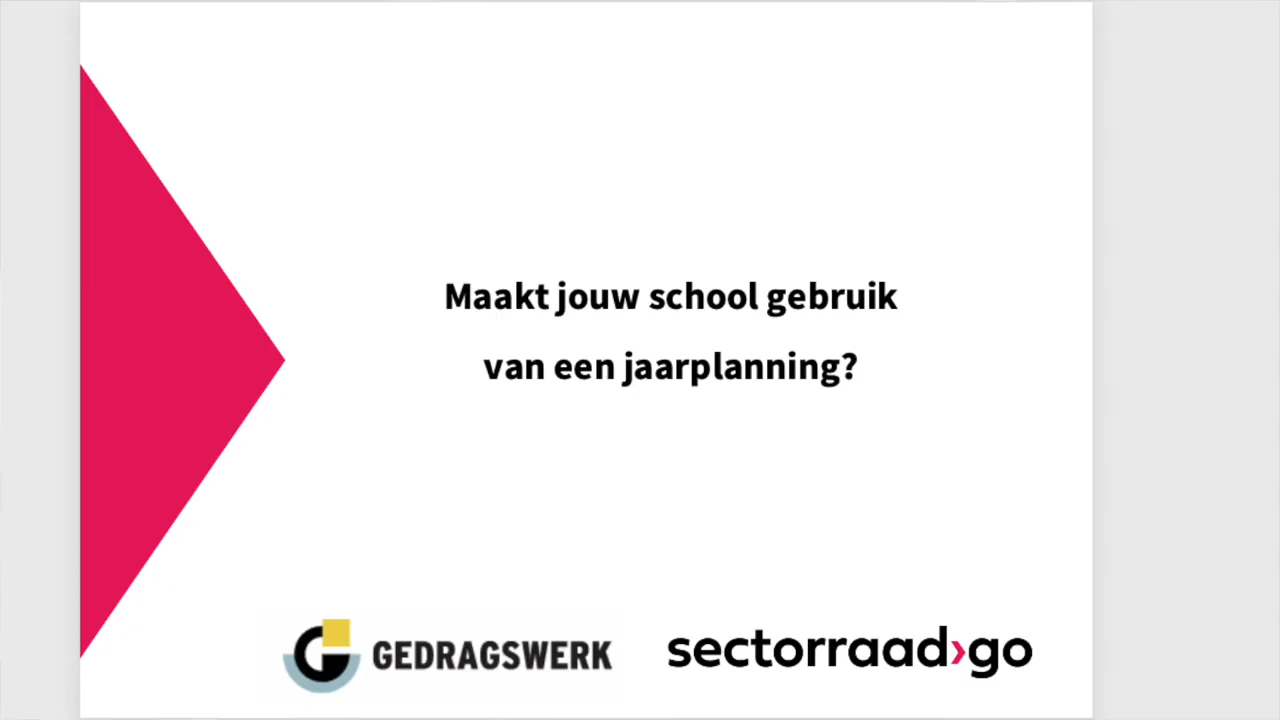 Maakt jouw school gebruik
van een jaarplanning?
GEDRAGSWERK
sectorraad›go